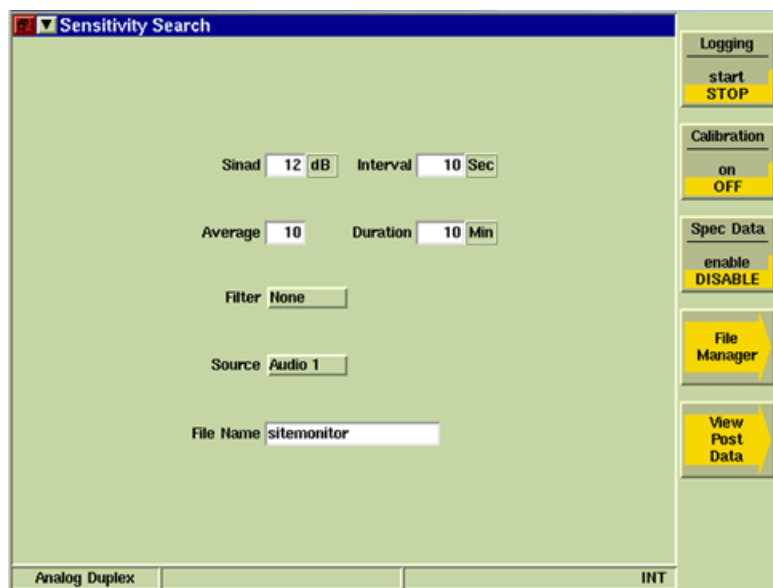 Sensitivity Search
Sinad 12 dB Interval 10 Sec
Average 10 Duration 10 Min
Filter None
Source Audio 1
File Name sitemonitor
Logging
start
STOP
Calibration
on
OFF
Spec Data
enable
DISABLE
File
Manager
View
Post
Data
Analog Duplex INT